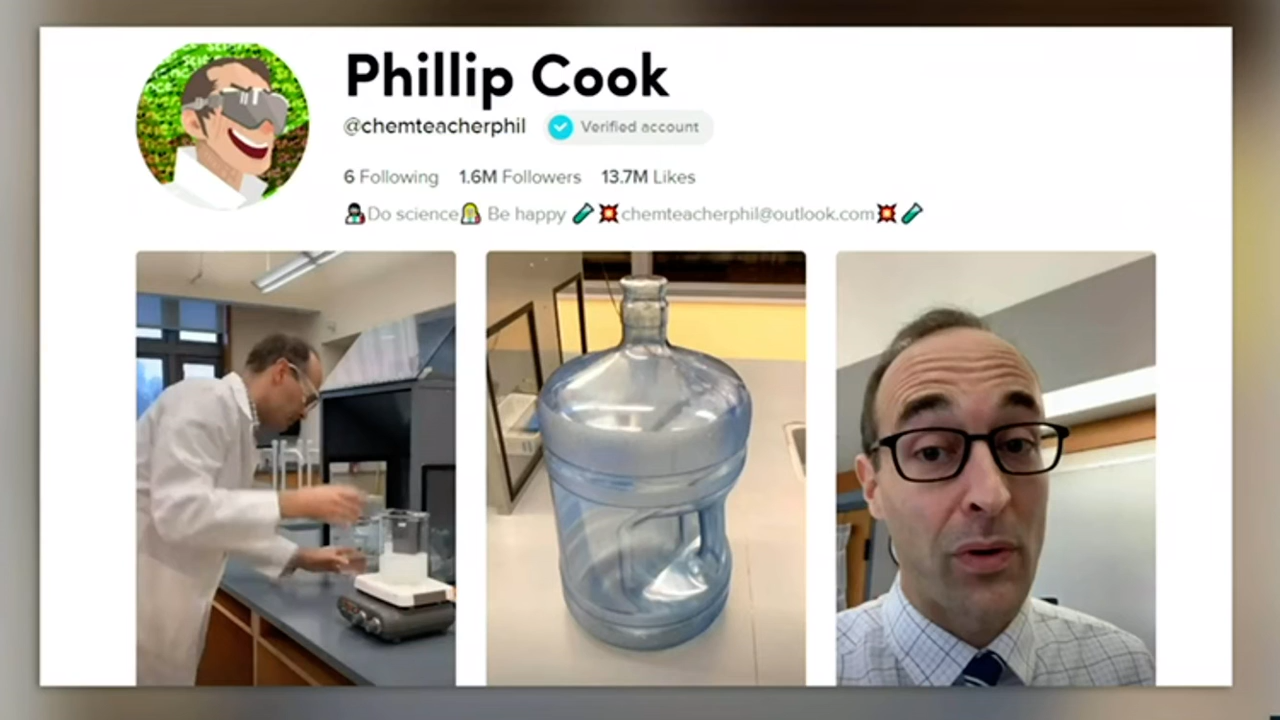 Phillip Cook
@chemteacherphil Verified account
6 Following 1.6M Followers 13.7M Likes
Do science Be happy chemteacherphil@outlook.com